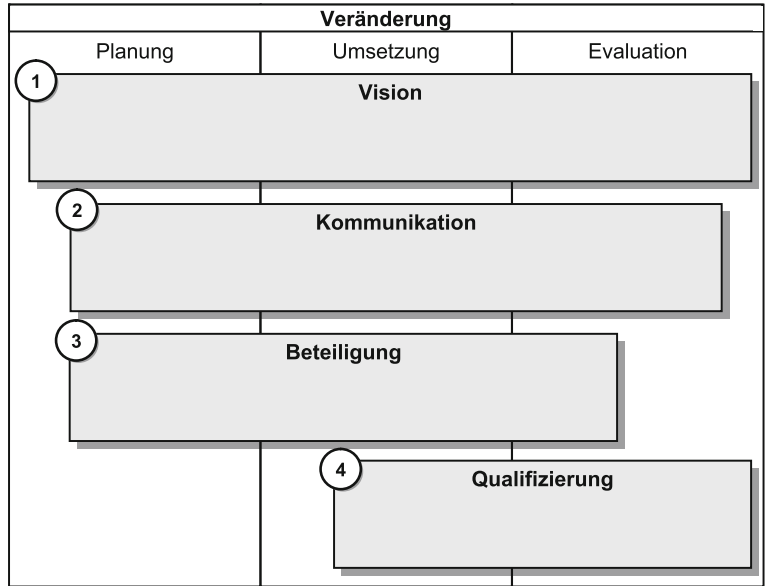 Veränderung
Planung Umsetzung Evaluation
1
Vision
2
Kommunikation
3
Beteiligung
4
Qualifizierung